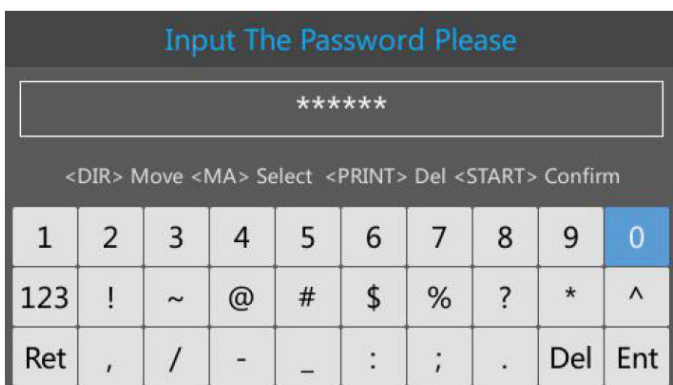 Input The Password Please
******
<DIR> Move <MA> Select <PRINT> Del <START> Confirm
1 2 3 4 5 6 7 8 9 0
123 ! ~ @ # $ % ? * ^
Ret , / - _ : ; . Del Ent